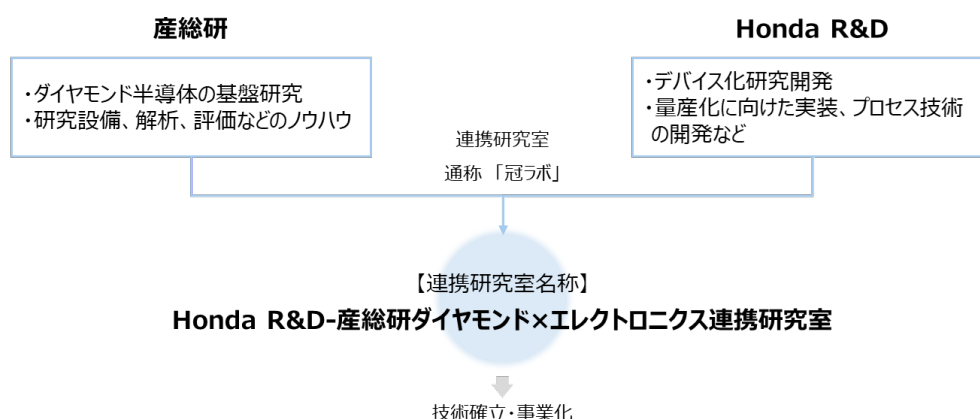 産総研
・ダイヤモンド半導体の基盤研究
・研究設備、解析、評価などのノウハウ
Honda R&D
・デバイス化研究開発
・量産化に向けた実装、プロセス技術
の開発など
連携研究室
通称 「冠ラボ」
【連携研究室名称】
Honda R&D-産総研ダイヤモンド×エレクトロニクス連携研究室
技術確立・事業化